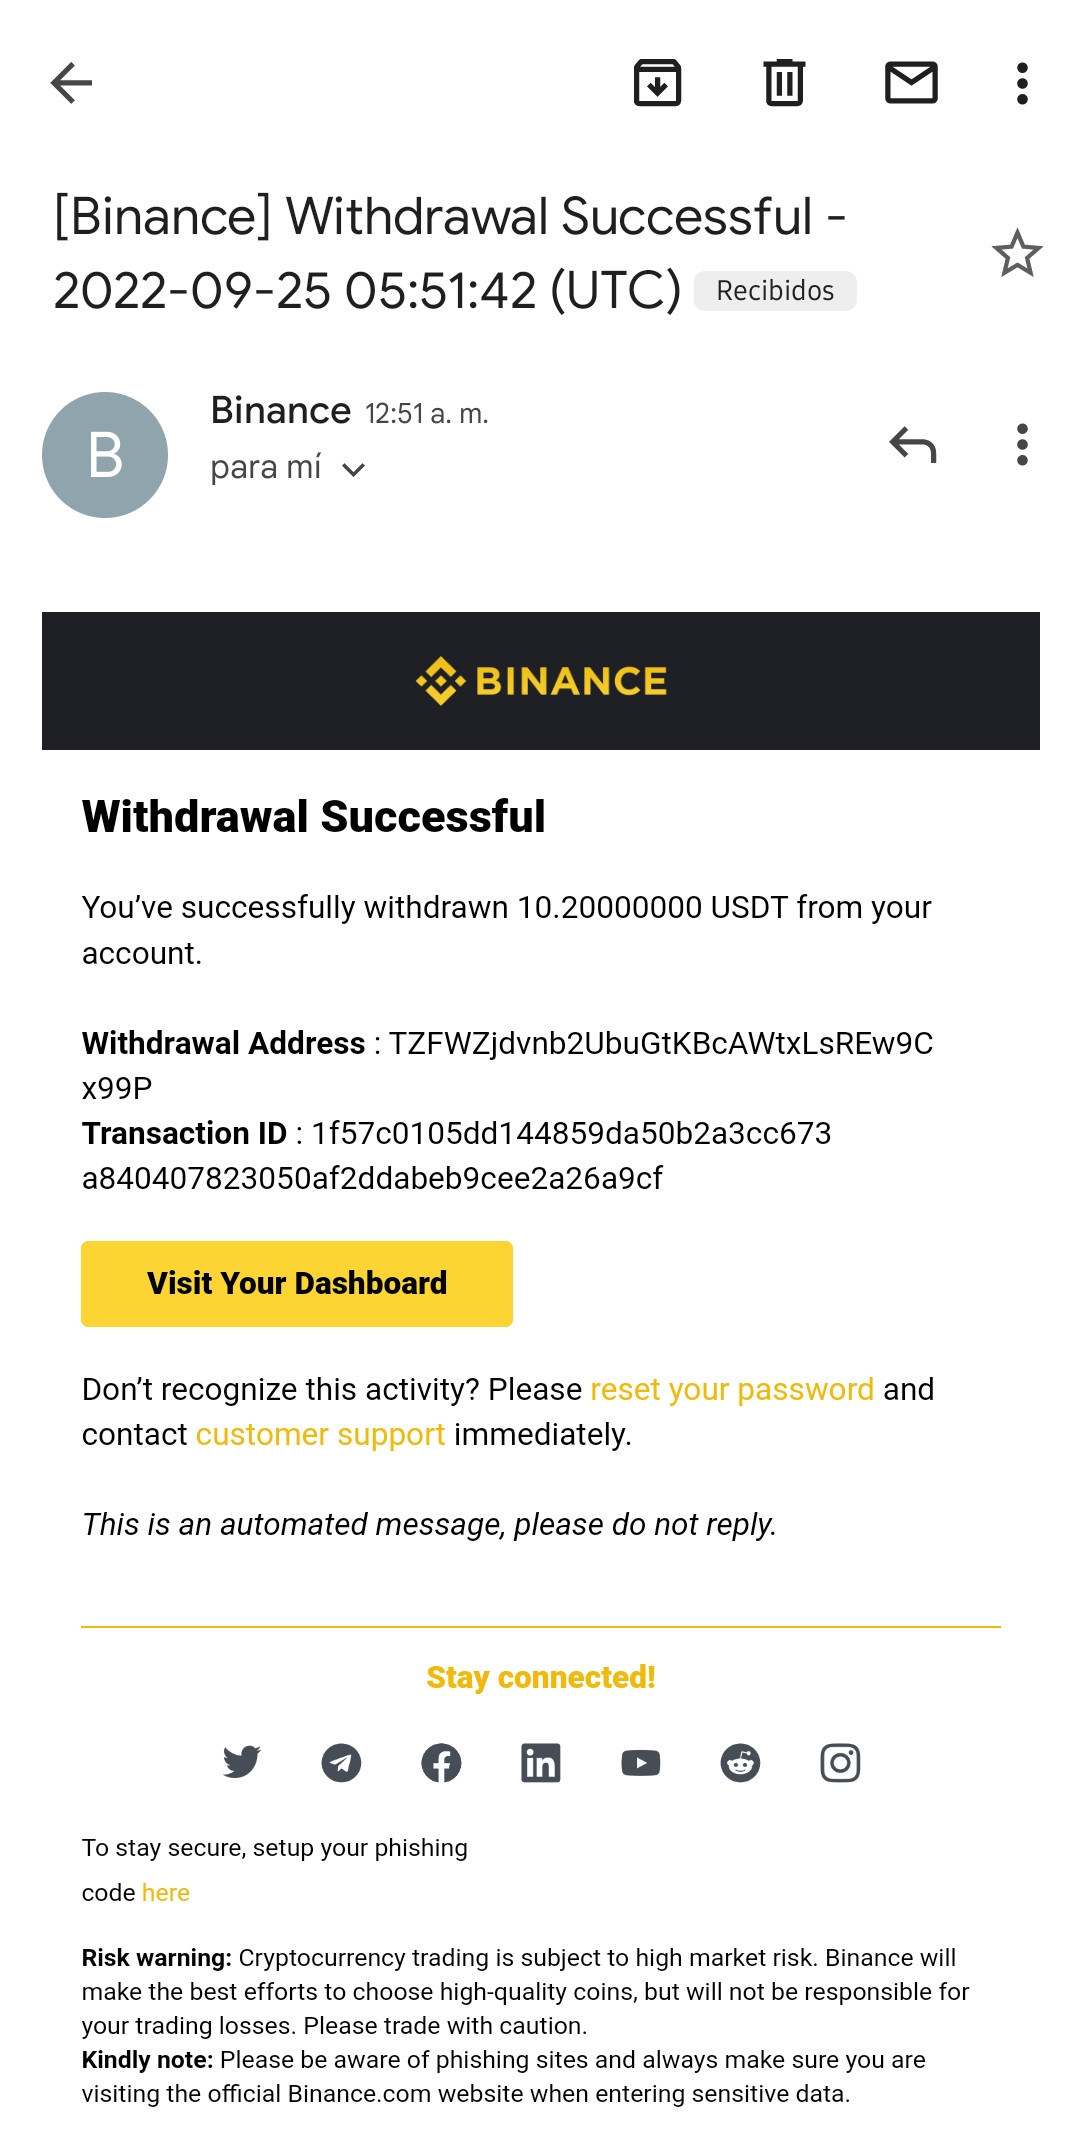 [Binance] Withdrawal Successful -
2022-09-25 05:51:42 (UTC) Recibidos
B
Binance 12:51 a. m.
para mí
BINANCE
Withdrawal Successful
You’ve successfully withdrawn 10.20000000 USDT from your
account.
Withdrawal Address : TZFWZjdvnb2UbuGtKBcAWtxLsREw9C
x99P
Transaction ID : 1f57c0105dd144859da50b2a3cc673
a840407823050af2ddabeb9cee2a26a9cf
Visit Your Dashboard
Don’t recognize this activity? Please reset your password and
contact customer support immediately.
This is an automated message, please do not reply.
Stay connected!
To stay secure, setup your phishing
code here
Risk warning: Cryptocurrency trading is subject to high market risk. Binance will
make the best efforts to choose high-quality coins, but will not be responsible for
your trading losses. Please trade with caution.
Kindly note: Please be aware of phishing sites and always make sure you are
visiting the official Binance.com website when entering sensitive data.